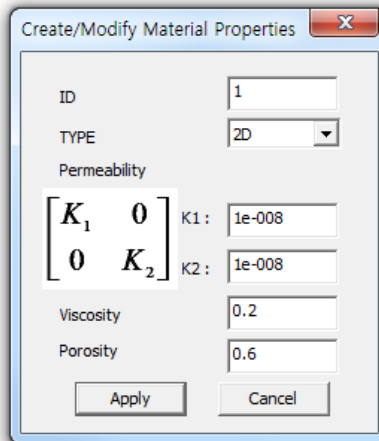 Create/Modify Material Properties
ID 1
TYPE 2D
Permeability
K₁ 0 K1 : 1e-008
0 K₂ K2 : 1e-008
Viscosity 0.2
Porosity 0.6
Apply Cancel